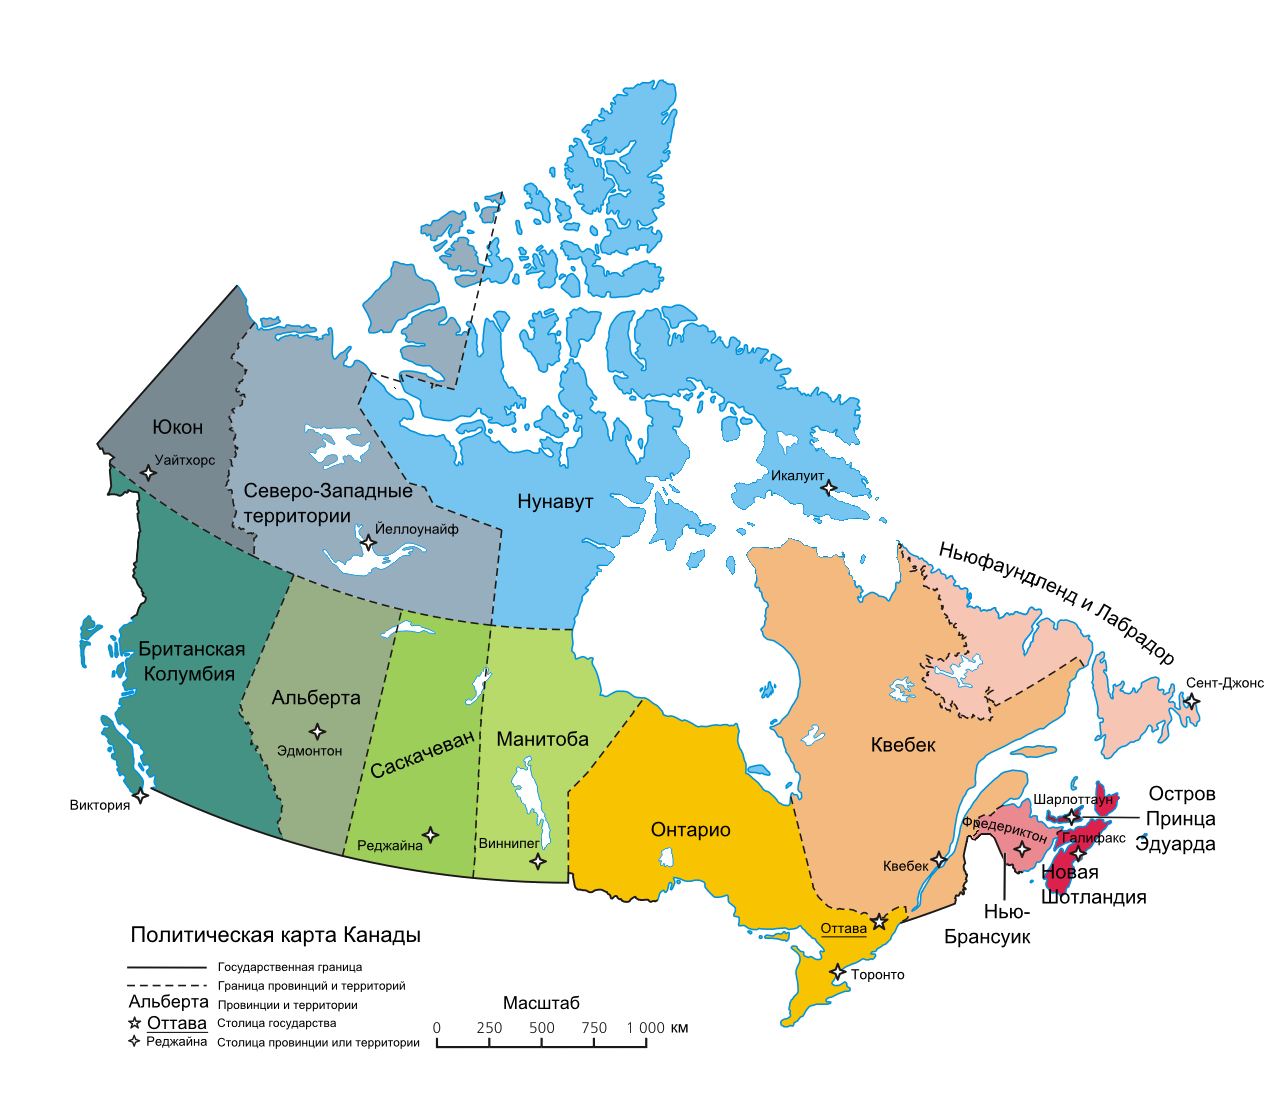 Юкон
Уайтхорс
Северо-Западные
территории
Йеллоунайф
Нунавут
Икалуит
Ньюфаундленд и Лабрадор
Сент-Джонс
Британская
Колумбия
Виктория
Альберта
Эдмонтон
Саскачеван
Реджайна
Манитоба
Виннипег
Онтарио
Оттава
Торонто
Квебек
Квебек
Шарлоттаун
Остров
Принца
Эдуарда
Фредериктон
Галифакс
Новая
Шотландия
Нью-
Брансуик
Политическая карта Канады
Государственная граница
Граница провинций и территорий
Альберта Провинции и территории
Оттава Столица государства
Реджайна Столица провинции или территории
Масштаб
0 250 500 750 1 000 км